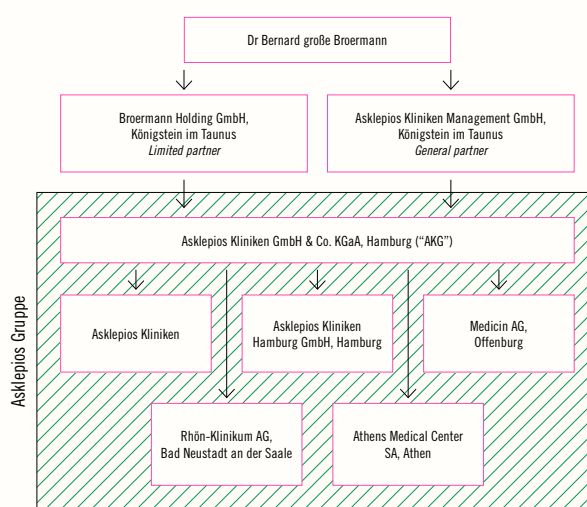 Dr Bernard große Broermann
Broermann Holding GmbH,
Königstein im Taunus
Limited partner
Asklepios Kliniken Management GmbH,
Königstein im Taunus
General partner
Asklepios Gruppe
Asklepios Kliniken GmbH & Co. KGaA, Hamburg (“AKG”)
Asklepios Kliniken
Asklepios Kliniken
Hamburg GmbH, Hamburg
Medicin AG,
Offenburg
Rhön-Klinikum AG,
Bad Neustadt an der Saale
Athens Medical Center
SA, Athen